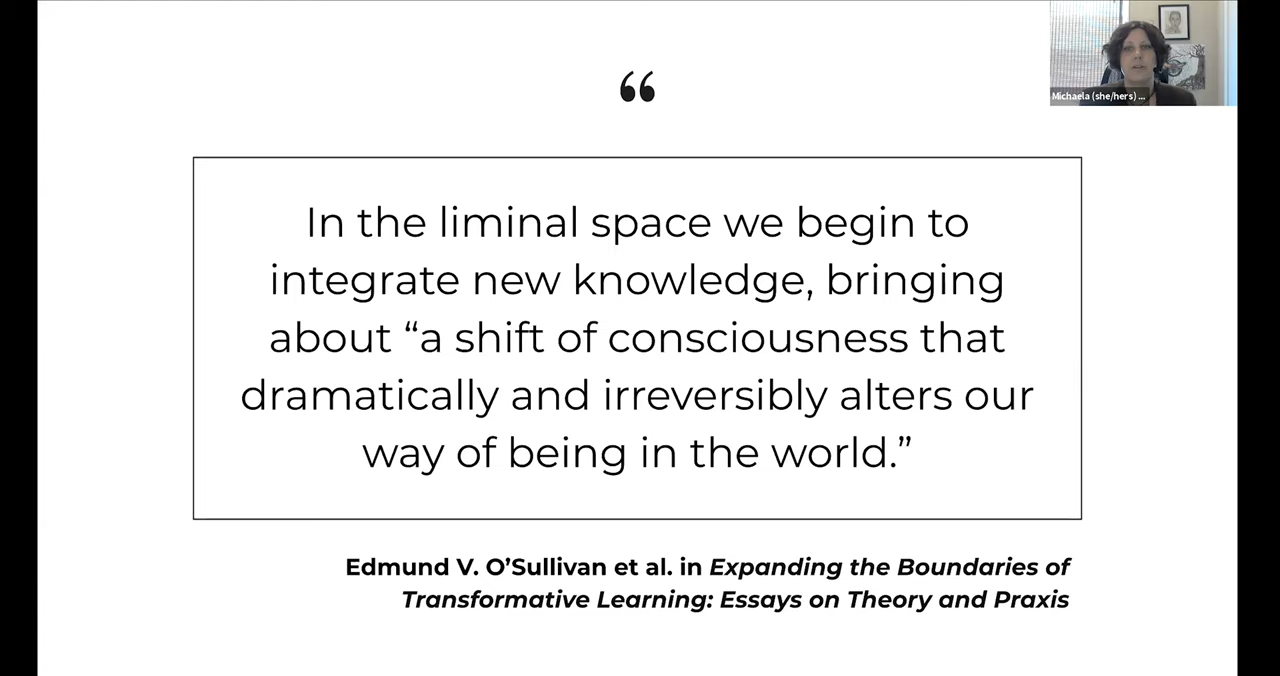 Michaela (she/hers) ...
“
In the liminal space we begin to
integrate new knowledge, bringing
about “a shift of consciousness that
dramatically and irreversibly alters our
way of being in the world.”
Edmund V. O’Sullivan et al. in Expanding the Boundaries of
Transformative Learning: Essays on Theory and Praxis